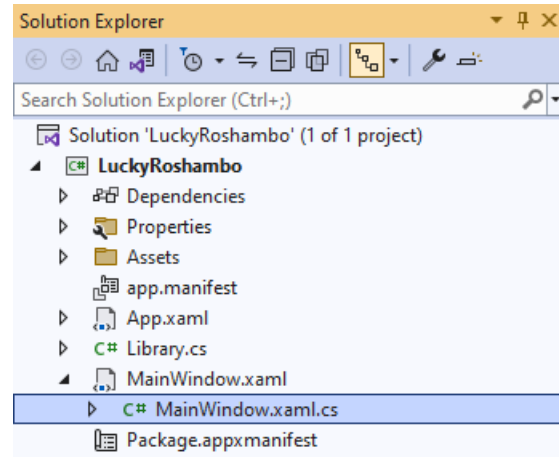 Solution Explorer
Search Solution Explorer (Ctrl+;)
Solution 'LuckyRoshambo' (1 of 1 project)
C# LuckyRoshambo
Dependencies
Properties
Assets
app.manifest
App.xaml
C# Library.cs
MainWindow.xaml
C# MainWindow.xaml.cs
Package.appxmanifest